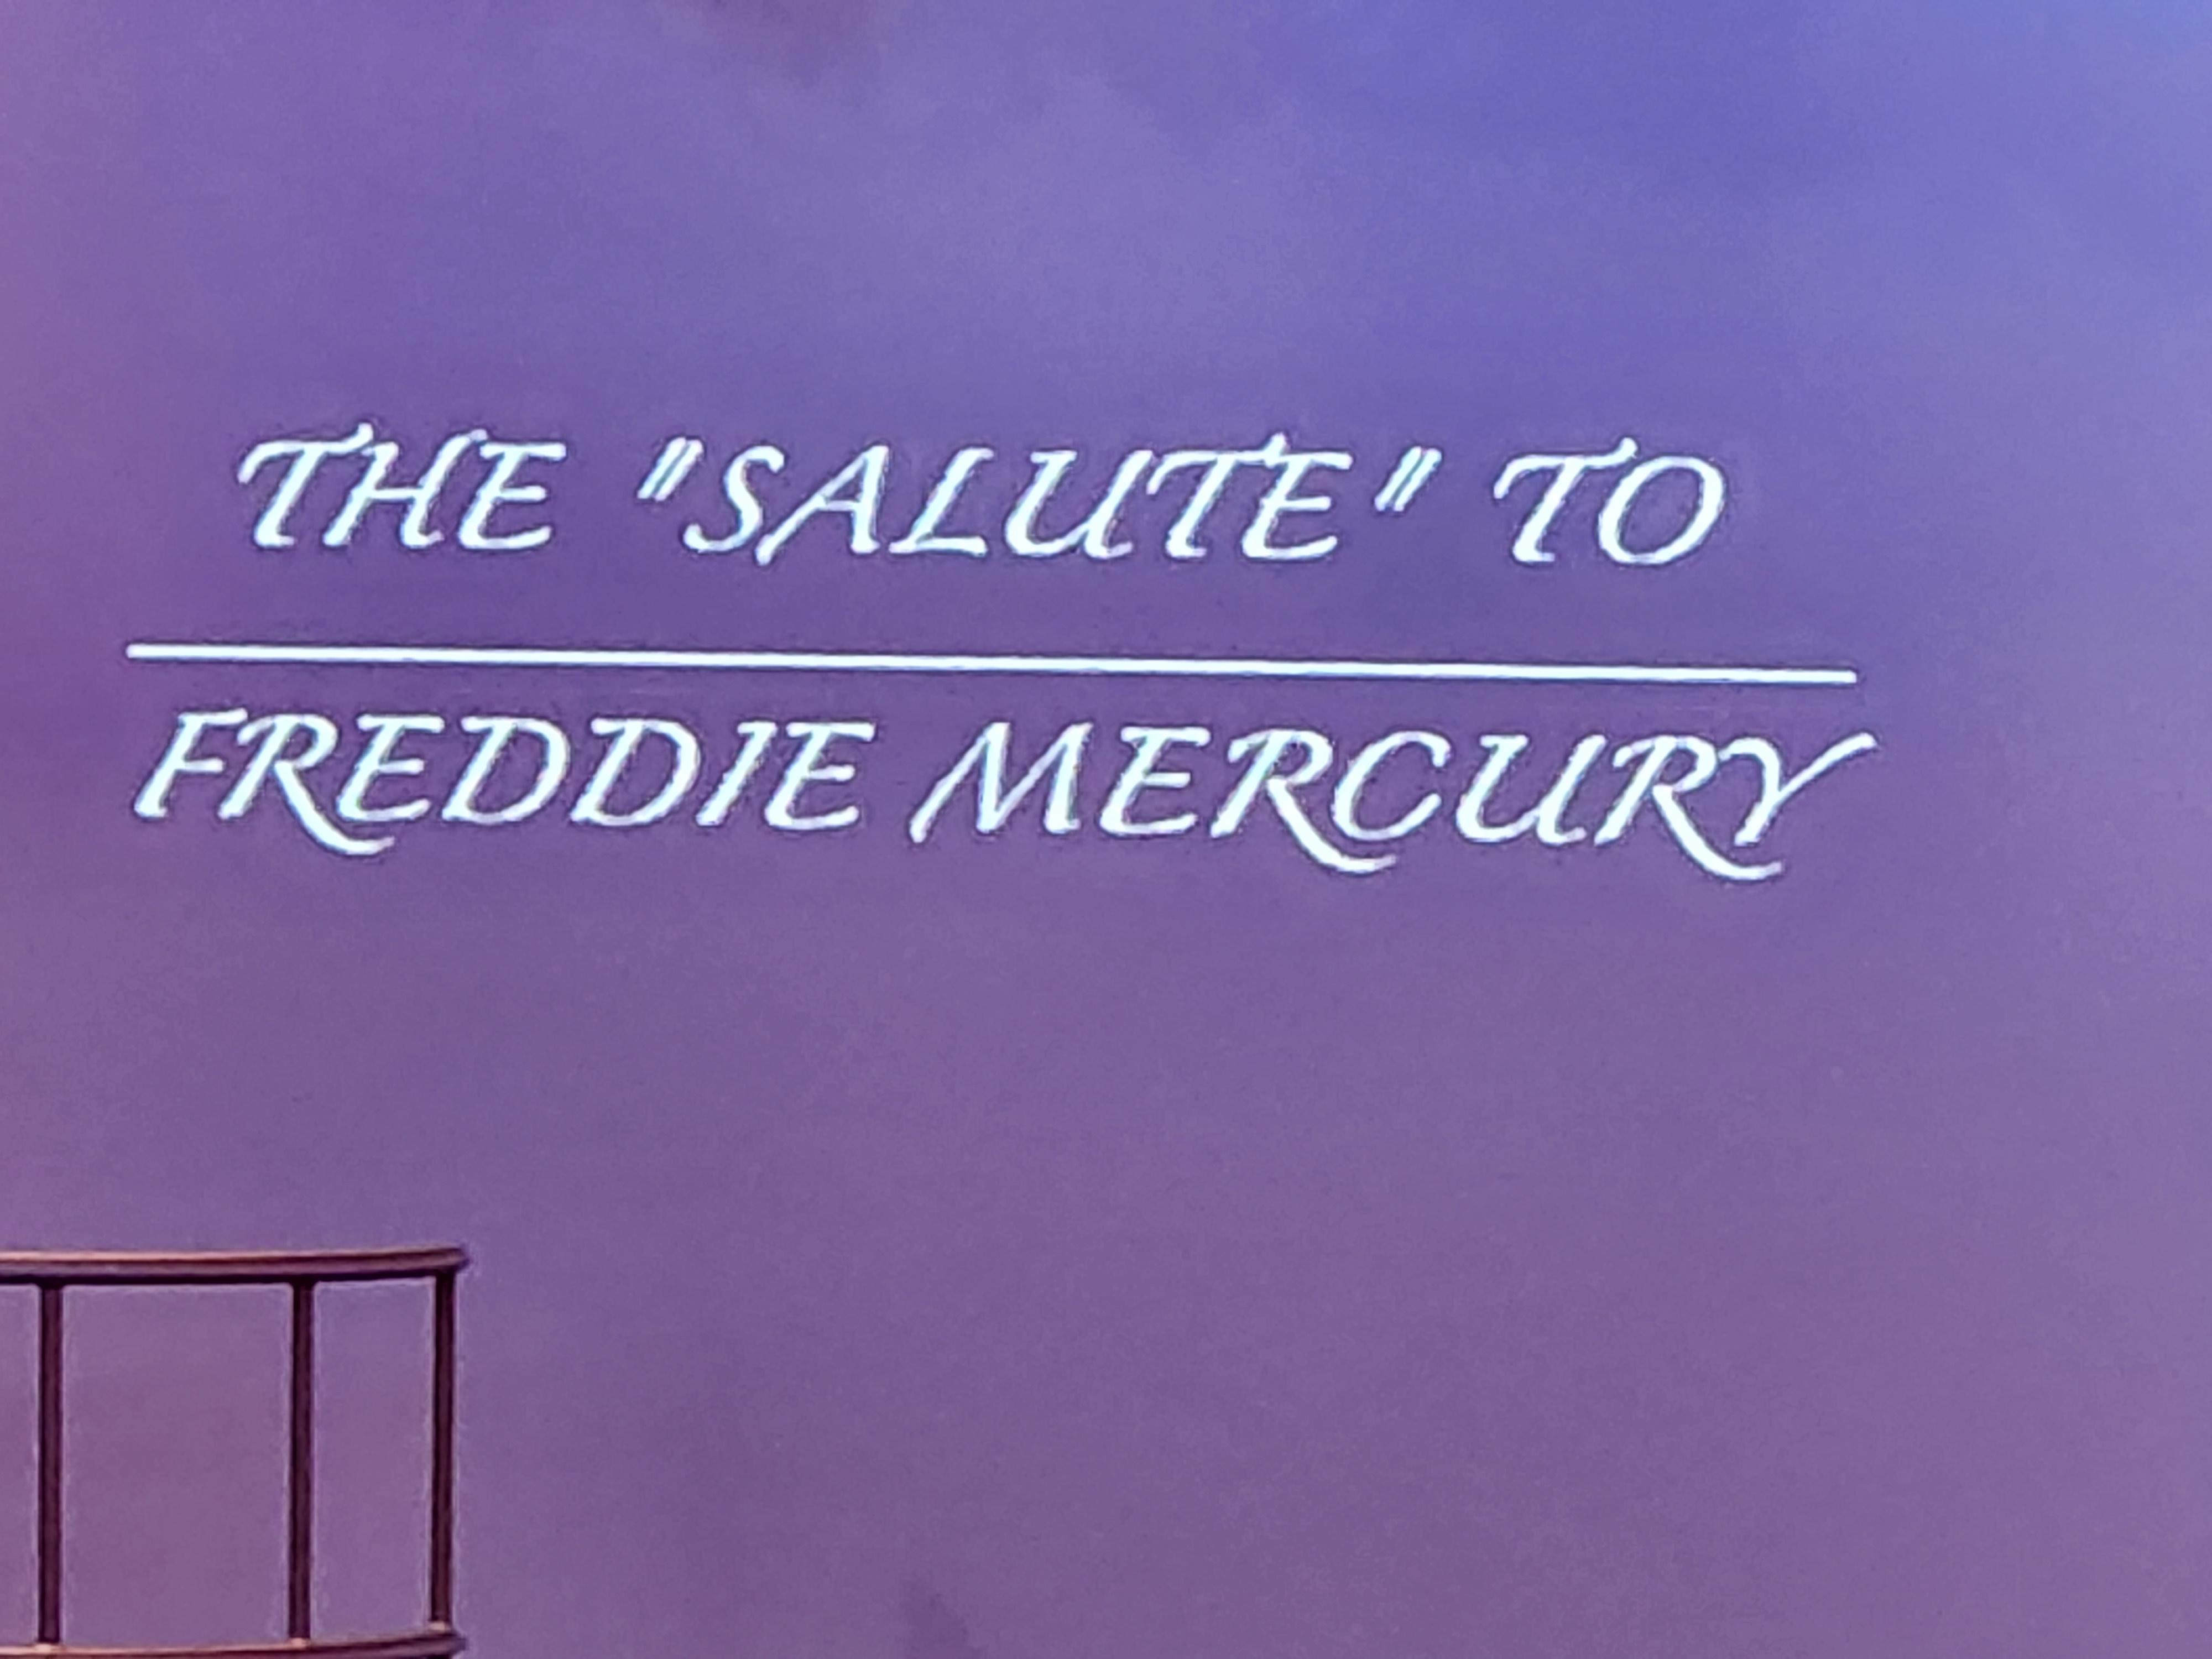 THE "SALUTE" TO
FREDDIE MERCURY